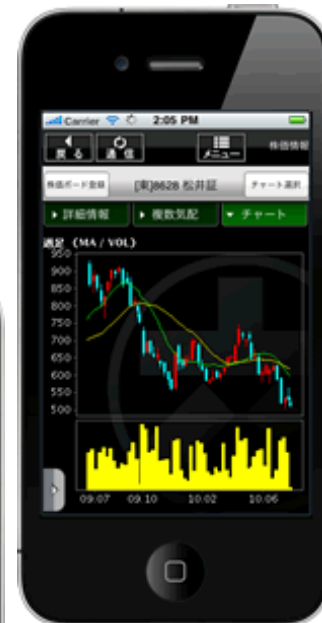 Carrier 2:05 PM
戻る 通信 メニュー 株価情報
株価ボード登録 [東]8628 松井証 チャート選択
詳細情報 複数気配 チャート
週足 (MA / VOL)
950
900
850
800
750
700
650
600
550
500
09.07 09.10 10.02 10.06